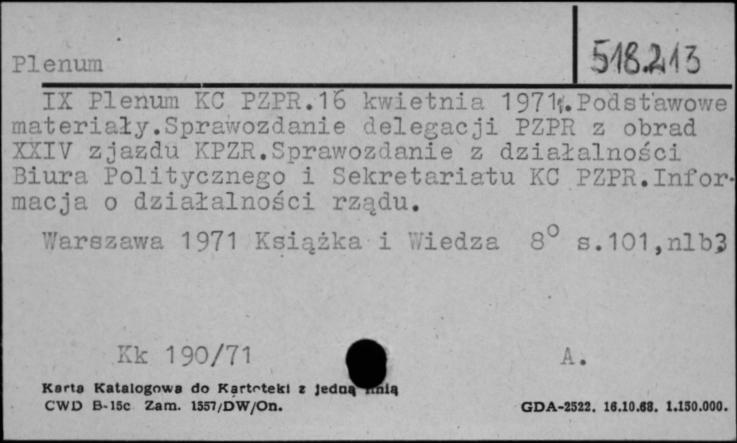 Plenum 518.213
IX Plenum KC PZPR.16 kwietnia 1971r.Podstawowe
materiały.Sprawozdanie delegacji PZPR z obrad
XXIV zjazdu KPZR.Sprawozdanie z działalności
Biura Politycznego i Sekretariatu KC PZPR.Infor-
macja o działalności rządu.
Warszawa 1971 Książka i Wiedza 8° s.101,nlb3
Kk 190/71 A.
Karta Katalogowa do Kartoteki z jedną linią
CWD B-15c Zam. 1557/DW/On. GDA-2522. 16.10.68. 1.150.000.